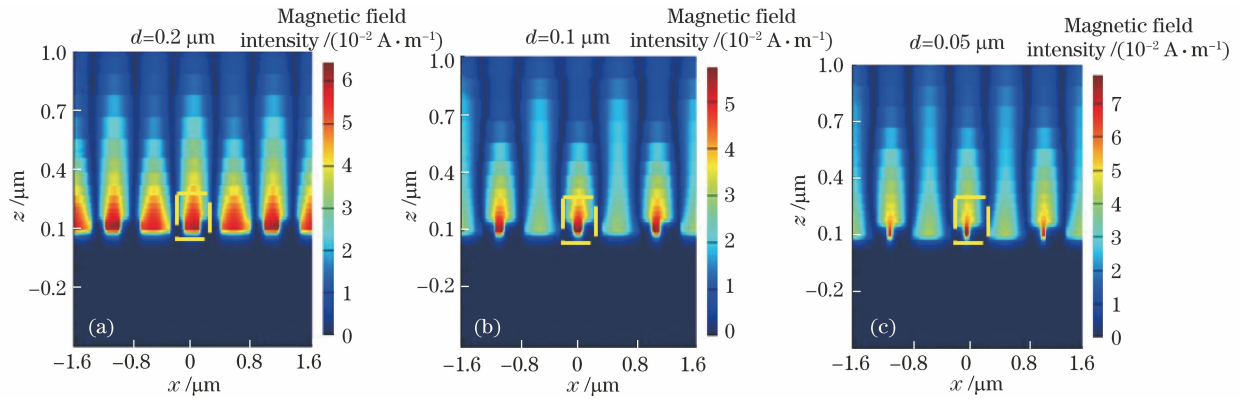 d=0.2 μm
Magnetic field
intensity /(10⁻² A·m⁻¹)
1.0
0.7
0.4
0.1
−0.2
z /μm
6
5
4
3
2
1
0
(a)
−1.6 −0.8 0 0.8 1.6
x /μm
d=0.1 μm
Magnetic field
intensity /(10⁻² A·m⁻¹)
1.0
0.7
0.4
0.1
−0.2
z /μm
5
4
3
2
1
0
(b)
−1.6 −0.8 0 0.8 1.6
x /μm
d=0.05 μm
Magnetic field
intensity /(10⁻² A·m⁻¹)
1.0
0.7
0.4
0.1
−0.2
z /μm
7
6
5
4
3
2
1
0
(c)
−1.6 −0.8 0 0.8 1.6
x /μm